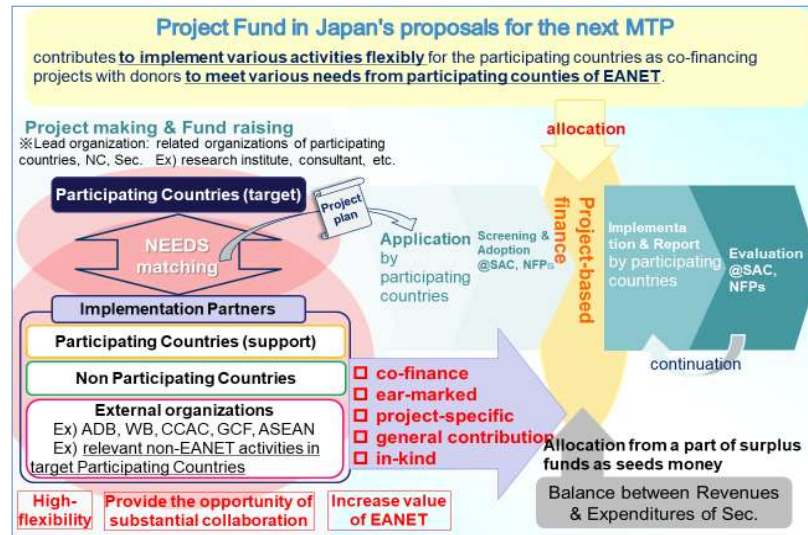 Project Fund in Japan's proposals for the next MTP
contributes to implement various activities flexibly for the participating countries as co-financing
projects with donors to meet various needs from participating counties of EANET.
Project making & Fund raising
※Lead organization: related organizations of participating
countries, NC, Sec. Ex) research institute, consultant, etc.
allocation
Participating Countries (target)
Project
plan
NEEDS
matching
Application
by
participating
countries
Screening &
Adoption
@SAC, NFPs
Project-based
finance
Implementa
tion & Report
by participating
countries
Evaluation
@SAC,
NFPs
continuation
Implementation Partners
Participating Countries (support)
Non Participating Countries
External organizations
Ex) ADB, WB, CCAC, GCF, ASEAN
Ex) relevant non-EANET activities in
target Participating Countries
☐ co-finance
☐ ear-marked
☐ project-specific
☐ general contribution
☐ in-kind
Allocation from a part of surplus
funds as seeds money
Balance between Revenues
& Expenditures of Sec.
High-
flexibility
Provide the opportunity of
substantial collaboration
Increase value
of EANET